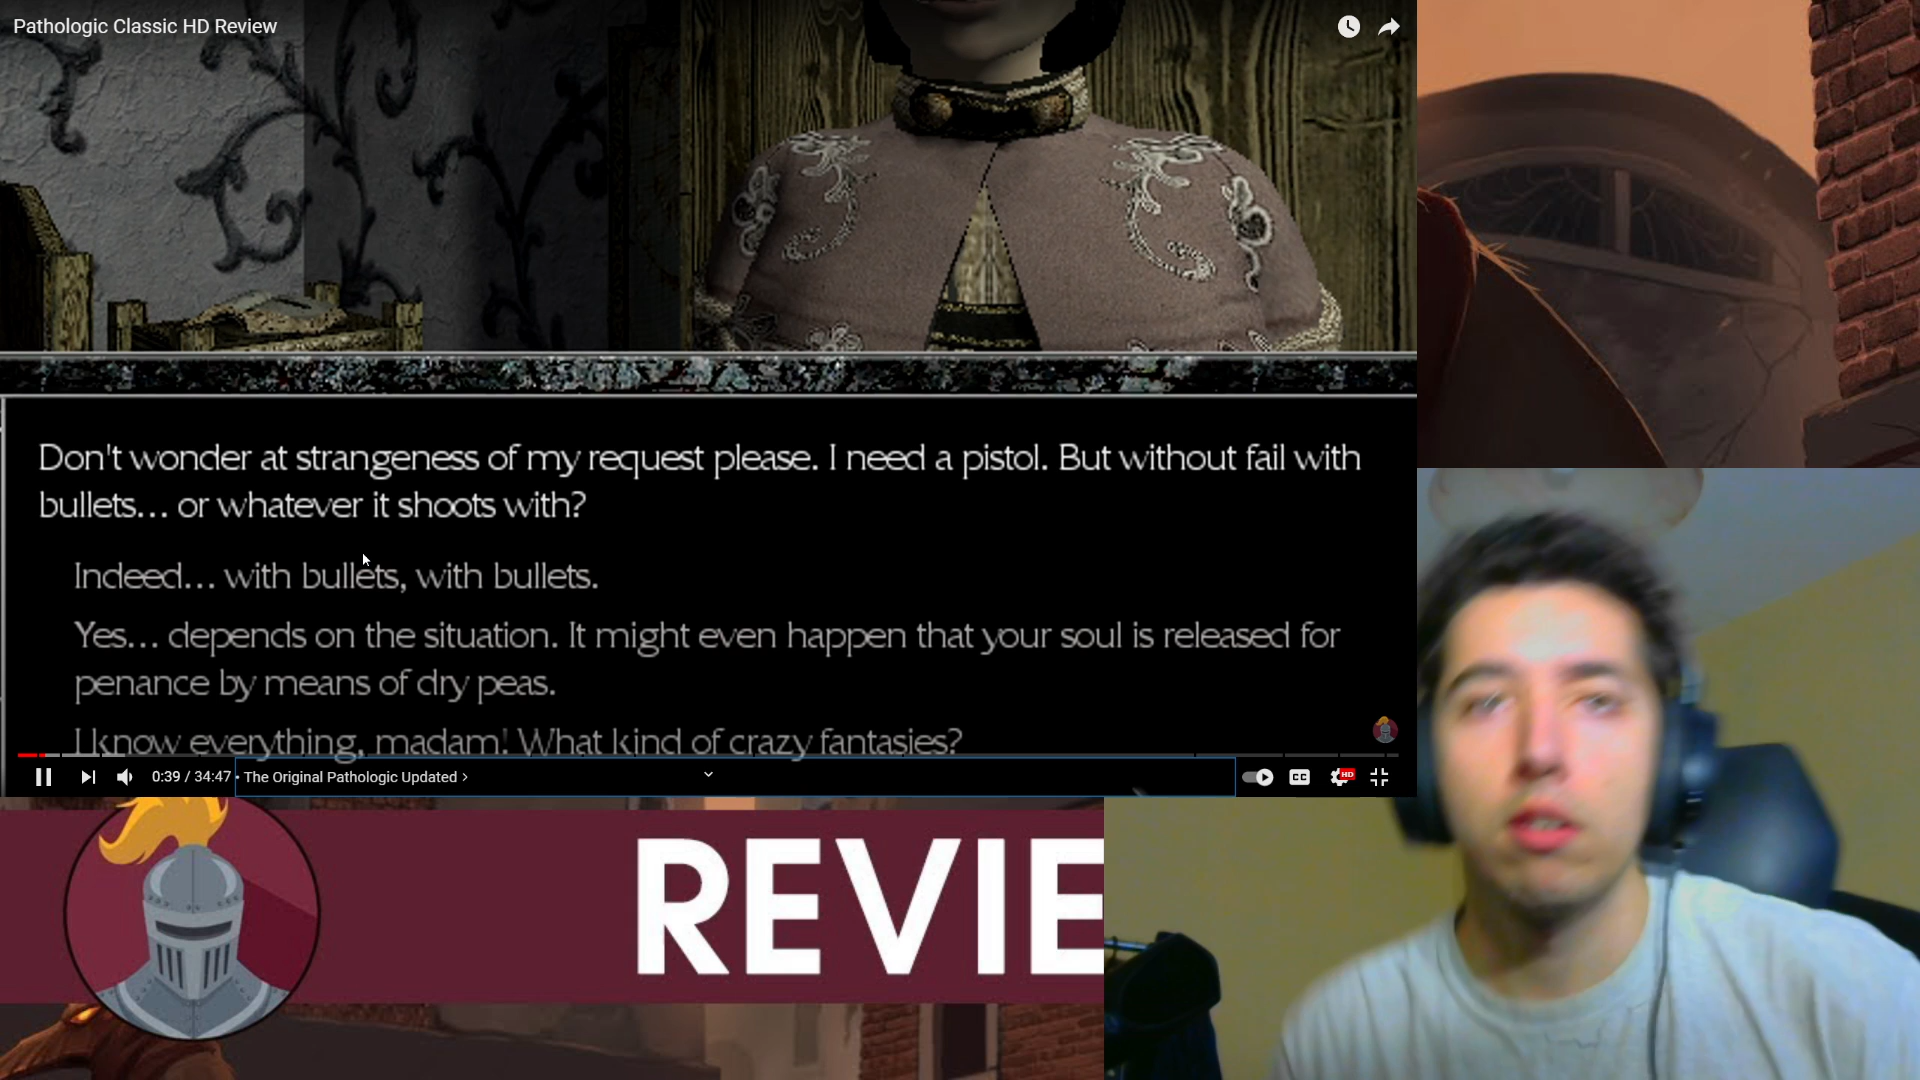 Pathologic Classic HD Review
Don't wonder at strangeness of my request please. I need a pistol. But without fail with
bullets... or whatever it shoots with?
Indeed... with bullets, with bullets.
Yes... depends on the situation. It might even happen that your soul is released for
penance by means of dry peas.
I know everything, madam! What kind of crazy fantasies?
0:39 / 34:47 • The Original Pathologic Updated >
CC
HD
REVIE